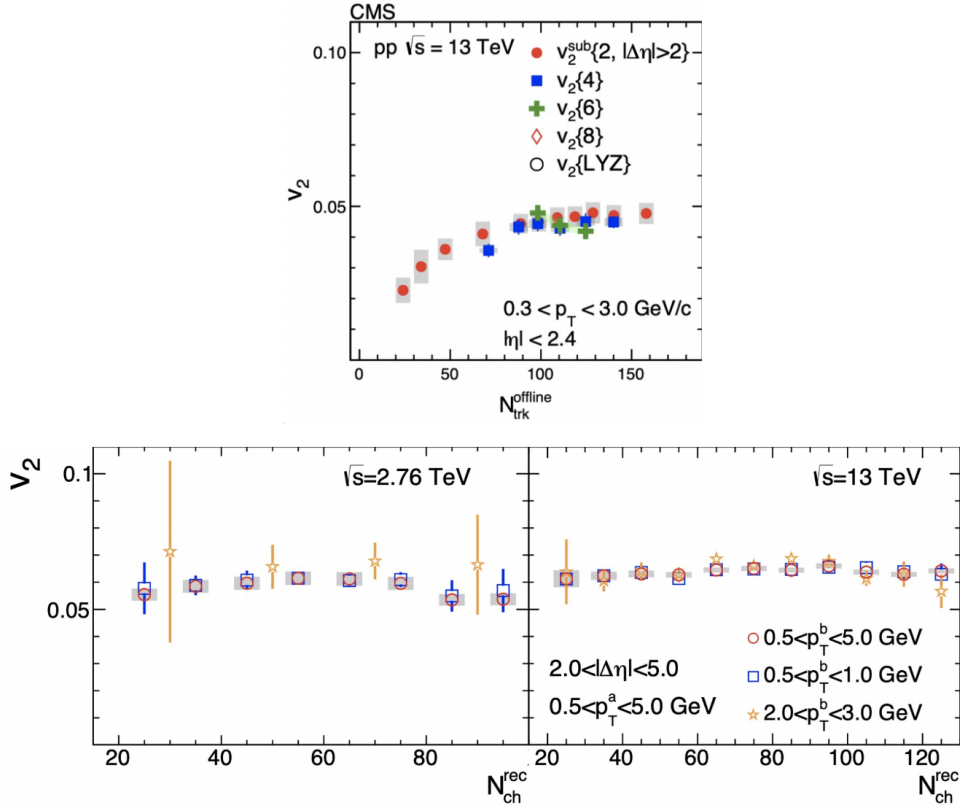 CMS
pp √s = 13 TeV
v₂^sub{2, |Δη|>2}
v₂{4}
v₂{6}
v₂{8}
v₂{LYZ}
0.10
0.05
v₂
0.3 < p_T < 3.0 GeV/c
|η| < 2.4
0 50 100 150
N_trk^offline
v₂
0.1
0.05
√s=2.76 TeV
√s=13 TeV
2.0<|Δη|<5.0
0.5<p_T^a<5.0 GeV
0.5<p_T^b<5.0 GeV
0.5<p_T^b<1.0 GeV
2.0<p_T^b<3.0 GeV
20 40 60 80
20 40 60 80 100 120
N_ch^rec
N_ch^rec